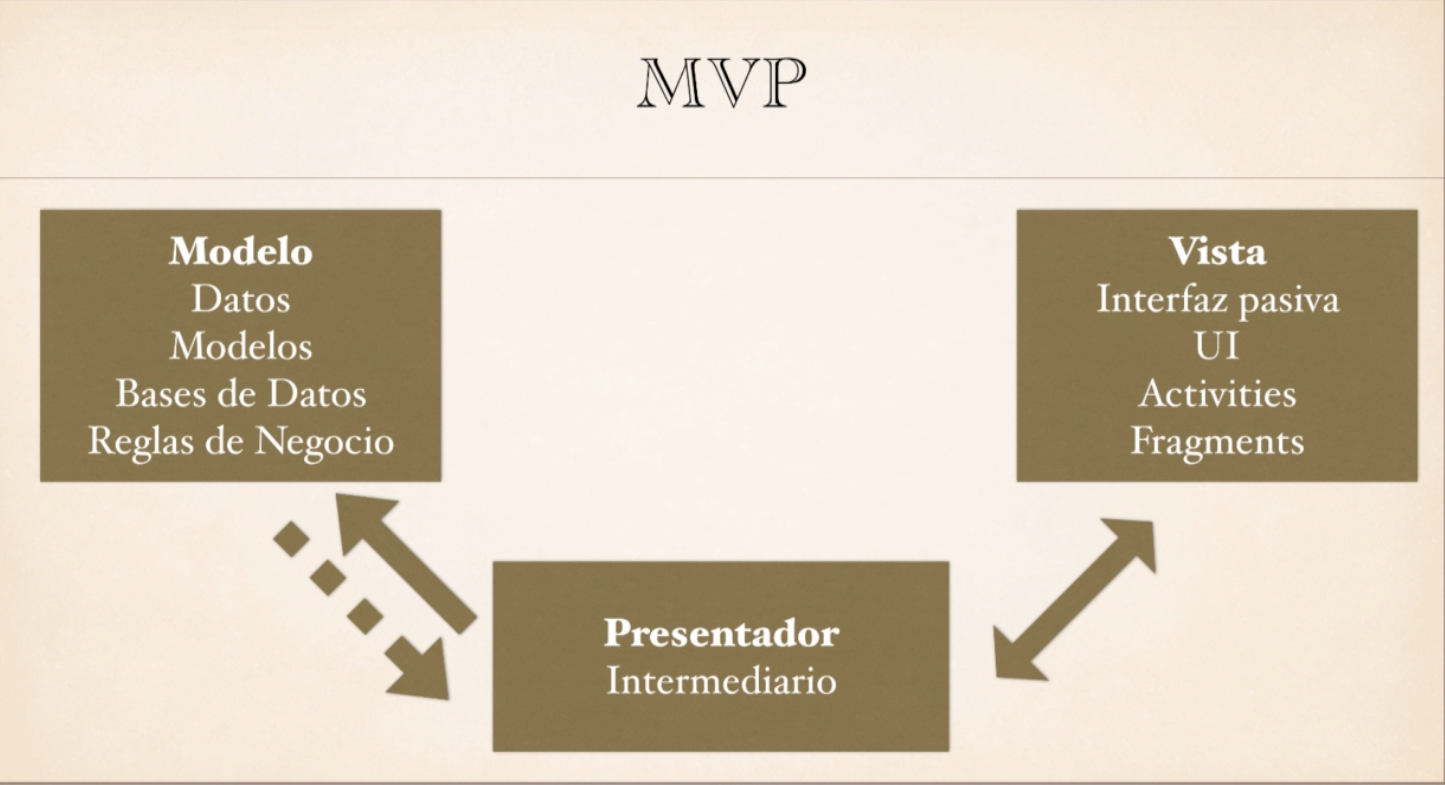 MVP
Modelo
Datos
Modelos
Bases de Datos
Reglas de Negocio
Vista
Interfaz pasiva
UI
Activities
Fragments
Presentador
Intermediario